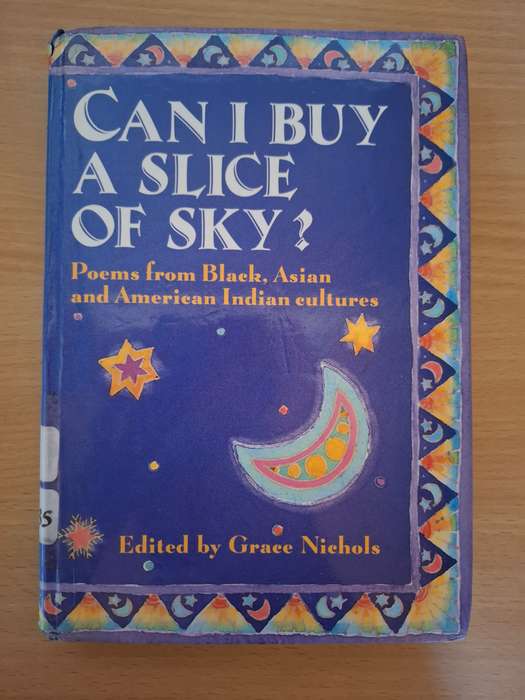 CAN I BUY
A SLICE
OF SKY?
Poems from Black, Asian
and American Indian cultures
Edited by Grace Nichols